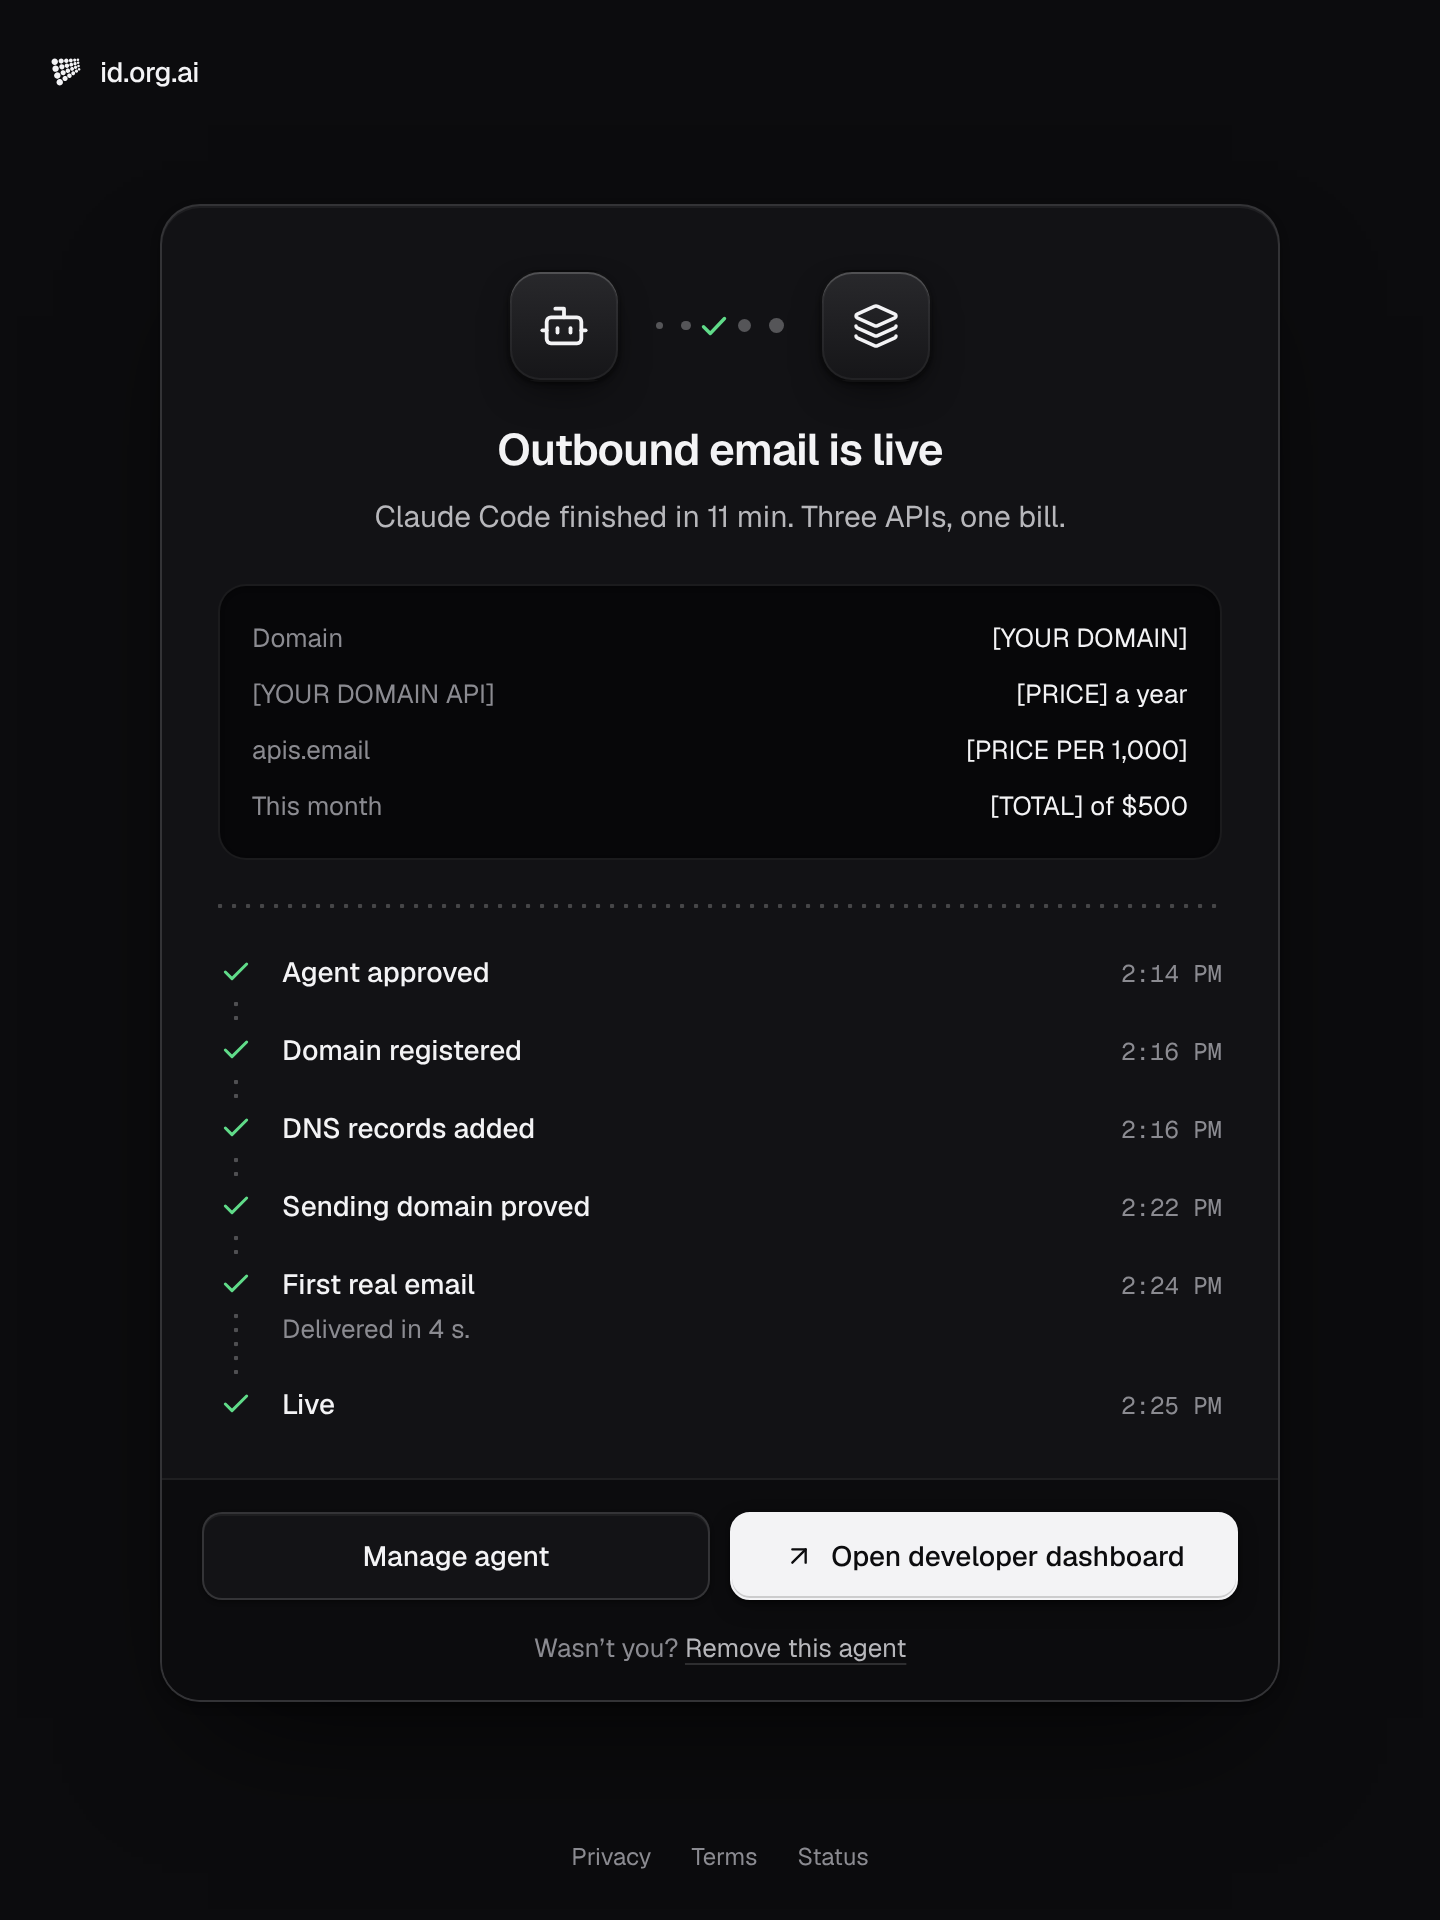 id.org.ai
Outbound email is live
Claude Code finished in 11 min. Three APIs, one bill.
Domain [YOUR DOMAIN]
[YOUR DOMAIN API] [PRICE] a year
apis.email [PRICE PER 1,000]
This month [TOTAL] of $500
Agent approved 2:14 PM
Domain registered 2:16 PM
DNS records added 2:16 PM
Sending domain proved 2:22 PM
First real email 2:24 PM
Delivered in 4 s.
Live 2:25 PM
Manage agent Open developer dashboard
Wasn’t you? Remove this agent
Privacy Terms Status